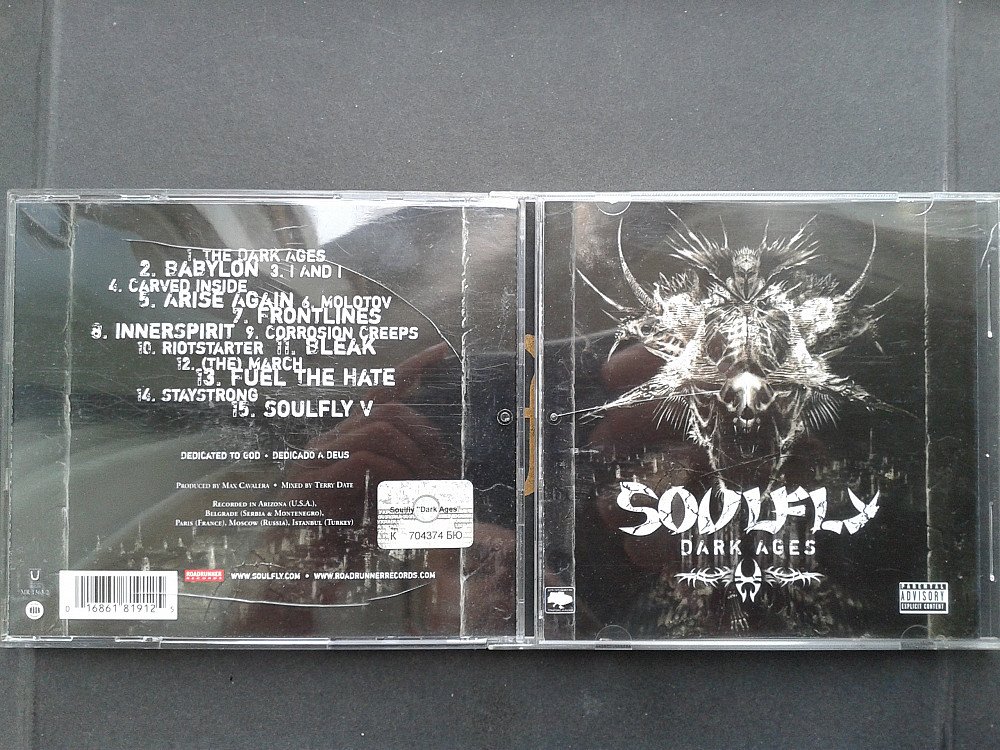 1. THE DARK AGES
2. BABYLON 3. I AND I
4. CARVED INSIDE
5. ARISE AGAIN 6. MOLOTOV
7. FRONTLINES
8. INNERSPIRIT 9. CORROSION CREEPS
10. RIOTSTARTER 11. BLEAK
12. (THE) MARCH
13. FUEL THE HATE
14. STAYSTRONG
15. SOULFLY V
DEDICATED TO GOD • DEDICADO A DEUS
PRODUCED BY MAX CAVALERA • MIXED BY TERRY DATE
RECORDED IN ARIZONA (U.S.A.),
BELGRADE (SERBIA & MONTENEGRO),
PARIS (FRANCE), MOSCOW (RUSSIA), ISTANBUL (TURKEY)
Soulfly "Dark Ages"
К 704374 БЮ
ROADRUNNER
RECORDS
WWW.SOULFLY.COM • WWW.ROADRUNNERRECORDS.COM
0 16861 81912 5
SOULFLY
DARK AGES
PARENTAL
ADVISORY
EXPLICIT CONTENT